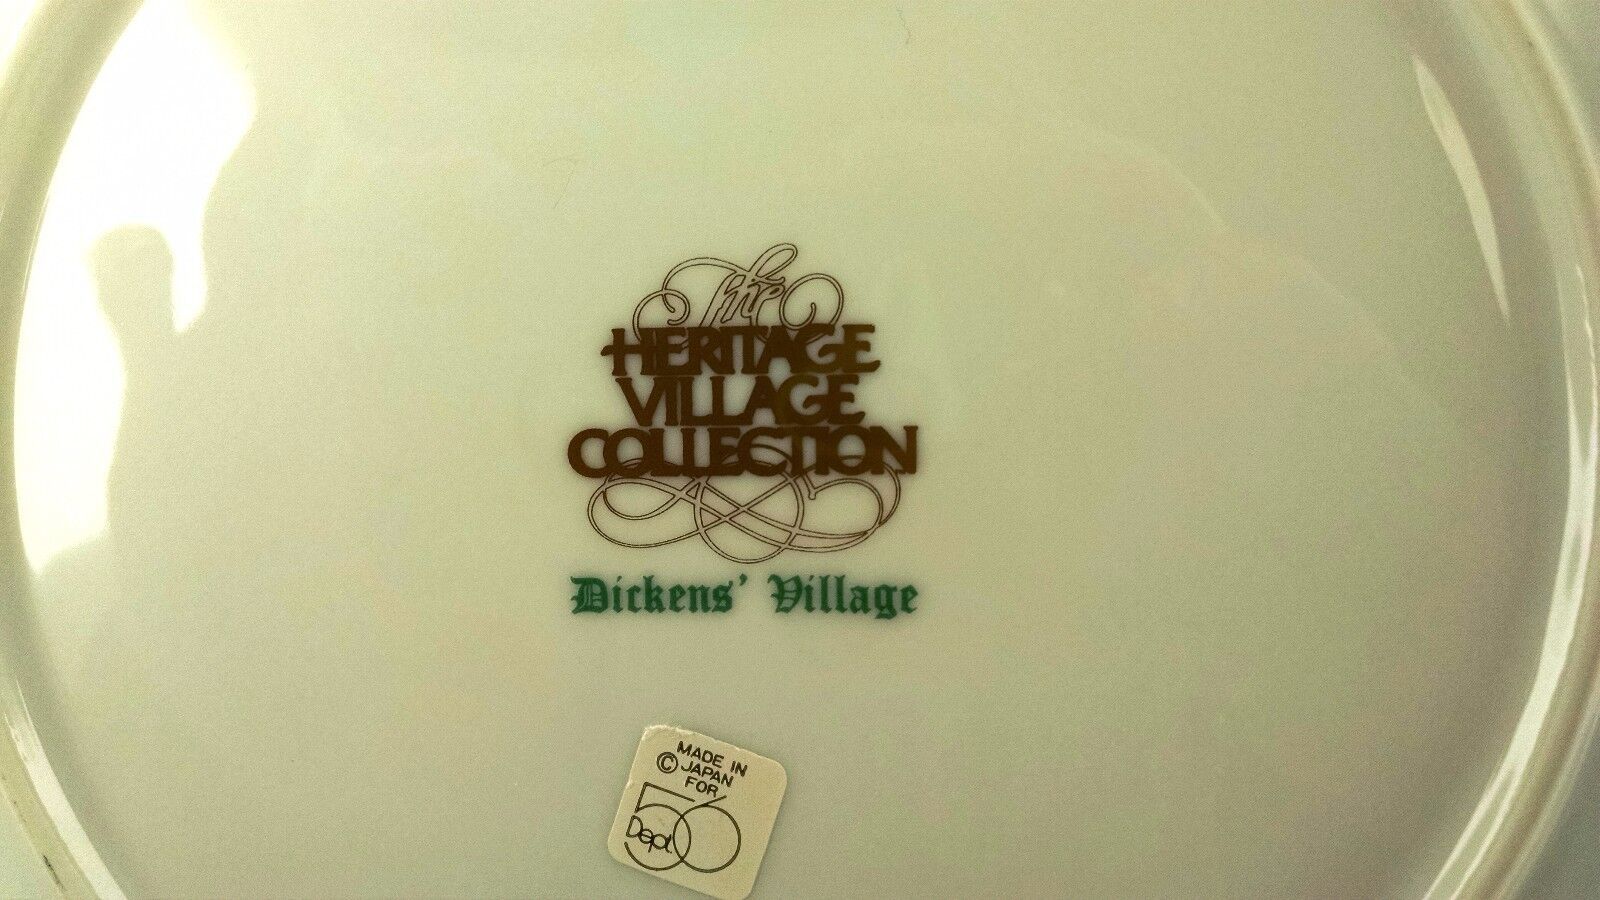 The
HERITAGE
VILLAGE
COLLECTION
Dickens' Village
MADE IN
© JAPAN
FOR
56
Dept.